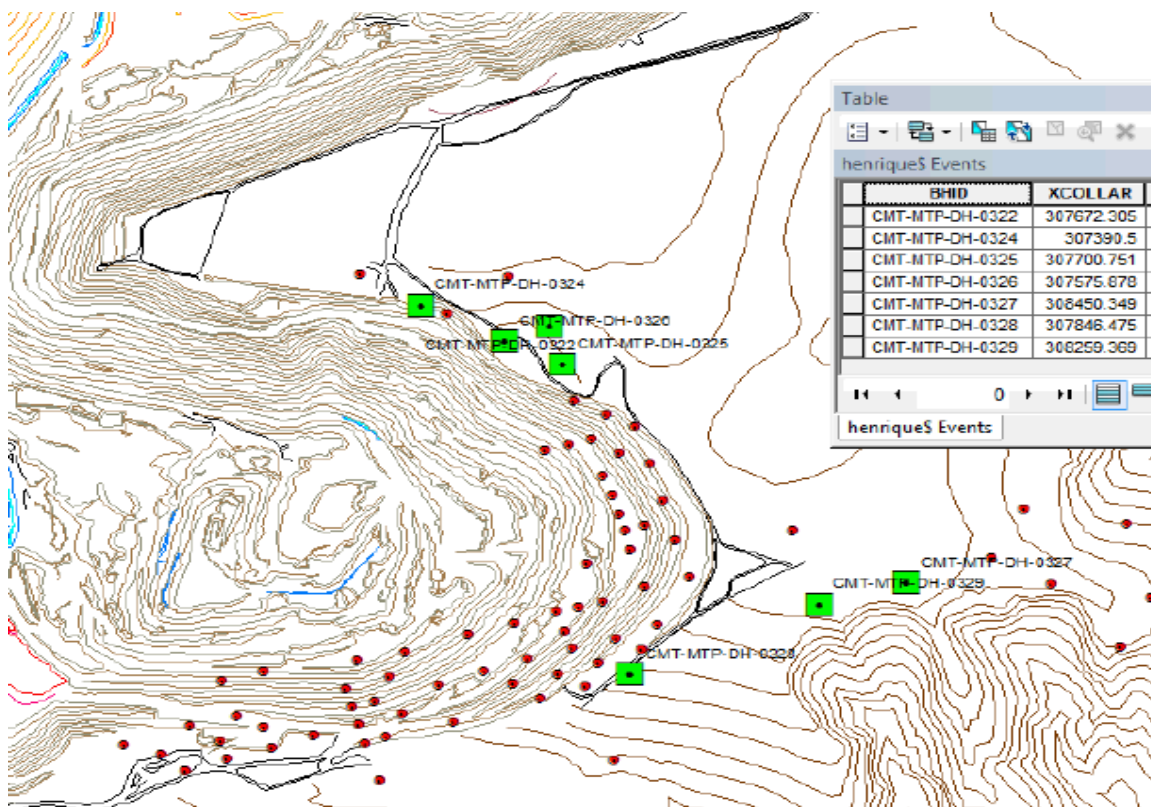 Table
henrique$ Events
BHID XCOLLAR
CMT-MTP-DH-0322 307672.305
CMT-MTP-DH-0324 307390.5
CMT-MTP-DH-0325 307700.751
CMT-MTP-DH-0326 307575.878
CMT-MTP-DH-0327 308450.349
CMT-MTP-DH-0328 307846.475
CMT-MTP-DH-0329 308259.369
0
henrique$ Events
CMT-MTP-DH-0324
CMT-MTP-DH-0326
CMT-MTP-DH-0322 CMT-MTP-DH-0325
CMT-MTP-DH-0327
CMT-MTP-DH-0329
CMT-MTP-DH-0328